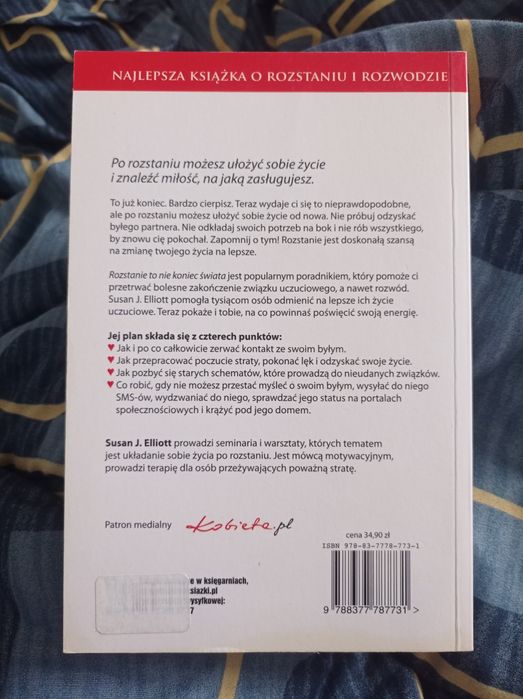 NAJLEPSZA KSIĄŻKA O ROZSTANIU I ROZWODZIE
Po rozstaniu możesz ułożyć sobie życie
i znaleźć miłość, na jaką zasługujesz.
To już koniec. Bardzo cierpisz. Teraz wydaje ci się to nieprawdopodobne,
ale po rozstaniu możesz ułożyć sobie życie od nowa. Nie próbuj odzyskać
byłego partnera. Nie odkładaj swoich potrzeb na bok i nie rób wszystkiego,
by znowu cię pokochał. Zapomnij o tym! Rozstanie jest doskonałą szansą
na zmianę twojego życia na lepsze.
Rozstanie to nie koniec świata jest popularnym poradnikiem, który pomoże ci
przetrwać bolesne zakończenie związku uczuciowego, a nawet rozwód.
Susan J. Elliott pomogła tysiącom osób odmienić na lepsze ich życie
uczuciowe. Teraz pokaże i tobie, na co powinnaś poświęcić swoją energię.
Jej plan składa się z czterech punktów:
♥ Jak i po co całkowicie zerwać kontakt ze swoim byłym.
♥ Jak przepracować poczucie straty, pokonać lęk i odzyskać swoje życie.
♥ Jak pozbyć się starych schematów, które prowadzą do nieudanych związków.
♥ Co robić, gdy nie możesz przestać myśleć o swoim byłym, wysyłać do niego
SMS-ów, wydzwaniać do niego, sprawdzać jego status na portalach
społecznościowych i krążyć pod jego domem.
Susan J. Elliott prowadzi seminaria i warsztaty, których tematem
jest układanie sobie życia po rozstaniu. Jest mówcą motywacyjnym,
prowadzi terapię dla osób przeżywających poważną stratę.
Patron medialny Kobieta.pl
cena 34,90 zł
ISBN 978-83-7778-773-1
e w księgarniach,
siazki.pl
ysyłkowej:
7
9 788377 787731 >